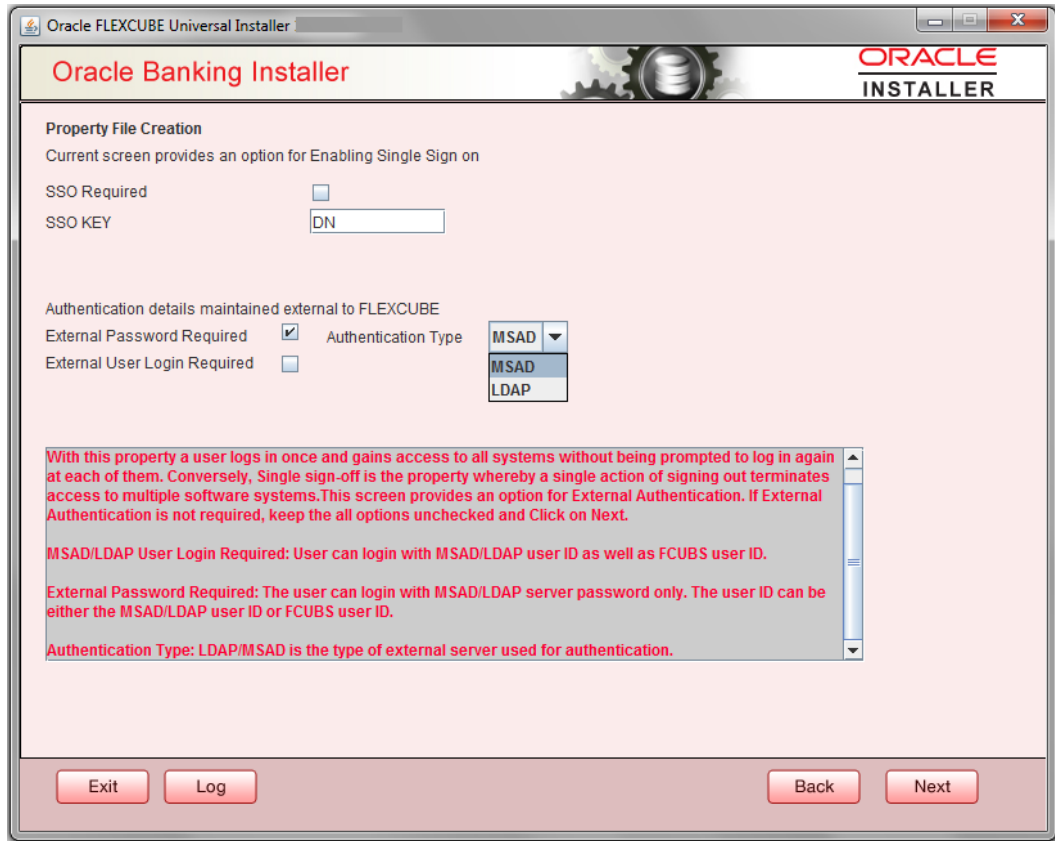 Oracle FLEXCUBE Universal Installer
Oracle Banking Installer
ORACLE
INSTALLER
Property File Creation
Current screen provides an option for Enabling Single Sign on
SSO Required
SSO KEY DN
Authentication details maintained external to FLEXCUBE
External Password Required Authentication Type MSAD
External User Login Required MSAD
LDAP
With this property a user logs in once and gains access to all systems without being prompted to log in again
at each of them. Conversely, Single sign-off is the property whereby a single action of signing out terminates
access to multiple software systems.This screen provides an option for External Authentication. If External
Authentication is not required, keep the all options unchecked and Click on Next.
MSAD/LDAP User Login Required: User can login with MSAD/LDAP user ID as well as FCUBS user ID.
External Password Required: The user can login with MSAD/LDAP server password only. The user ID can be
either the MSAD/LDAP user ID or FCUBS user ID.
Authentication Type: LDAP/MSAD is the type of external server used for authentication.
Exit Log Back Next